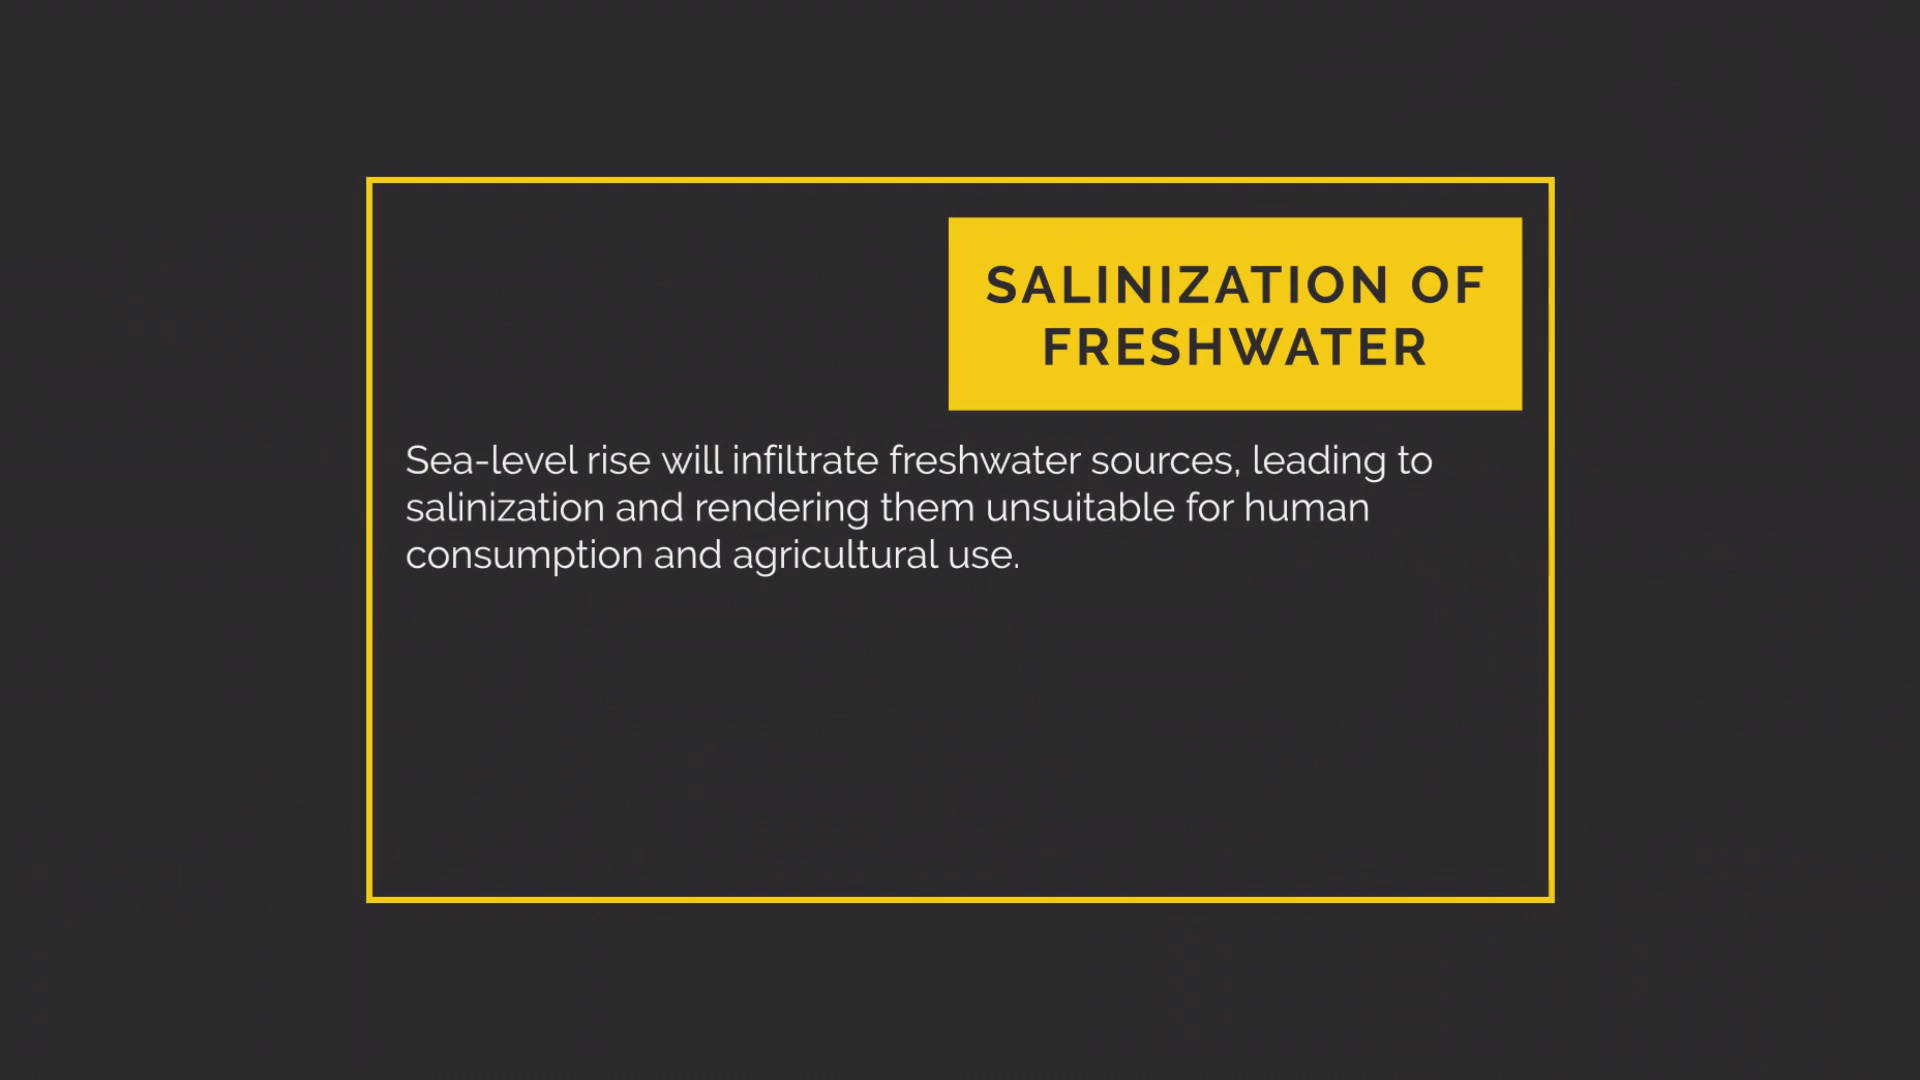 SALINIZATION OF
FRESHWATER
Sea-level rise will infiltrate freshwater sources, leading to
salinization and rendering them unsuitable for human
consumption and agricultural use.